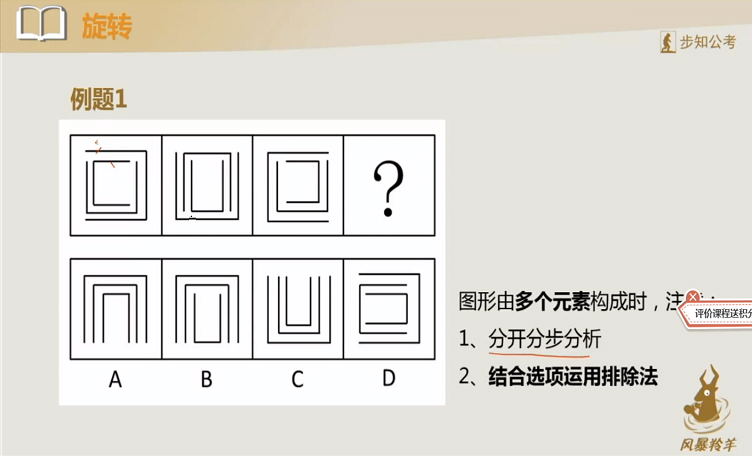 旋转
步知公考
例题1
?
A B C D
图形由多个元素构成时，注
评价课程送积分
1、分开分步分析
2、结合选项运用排除法
风暴羚羊